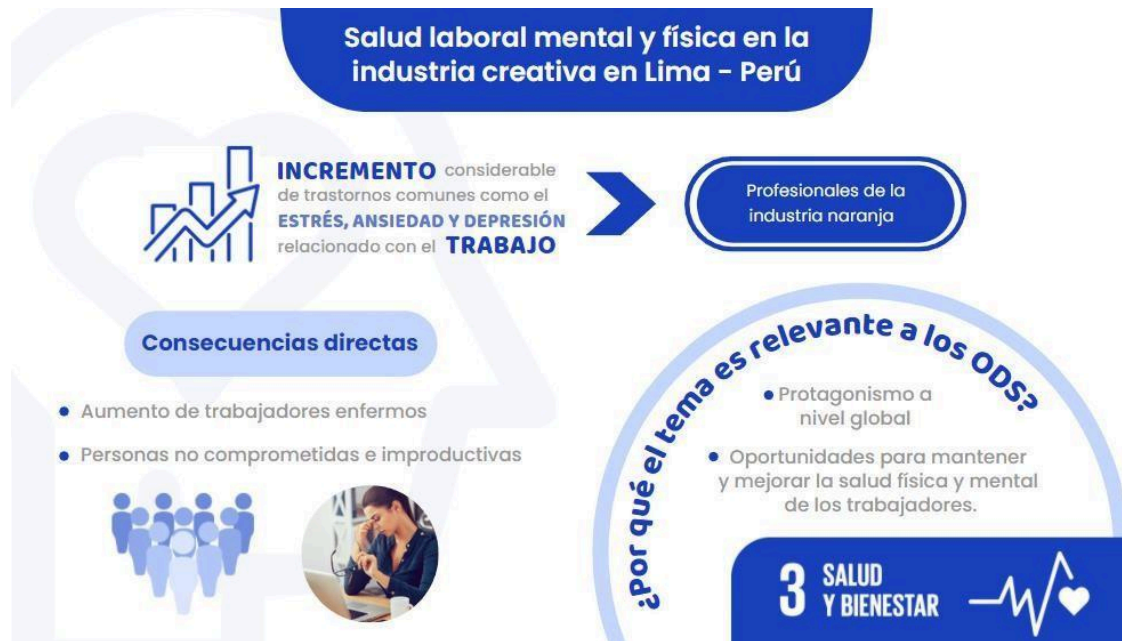 Salud laboral mental y física en la
industria creativa en Lima - Perú
INCREMENTO considerable
de trastornos comunes como el
ESTRÉS, ANSIEDAD Y DEPRESIÓN
relacionado con el TRABAJO
Profesionales de la
industria naranja
Consecuencias directas
• Aumento de trabajadores enfermos
• Personas no comprometidas e improductivas
¿Por qué el tema es relevante a los ODS?
• Protagonismo a
nivel global
• Oportunidades para mantener
y mejorar la salud física y mental
de los trabajadores.
3 SALUD
Y BIENESTAR